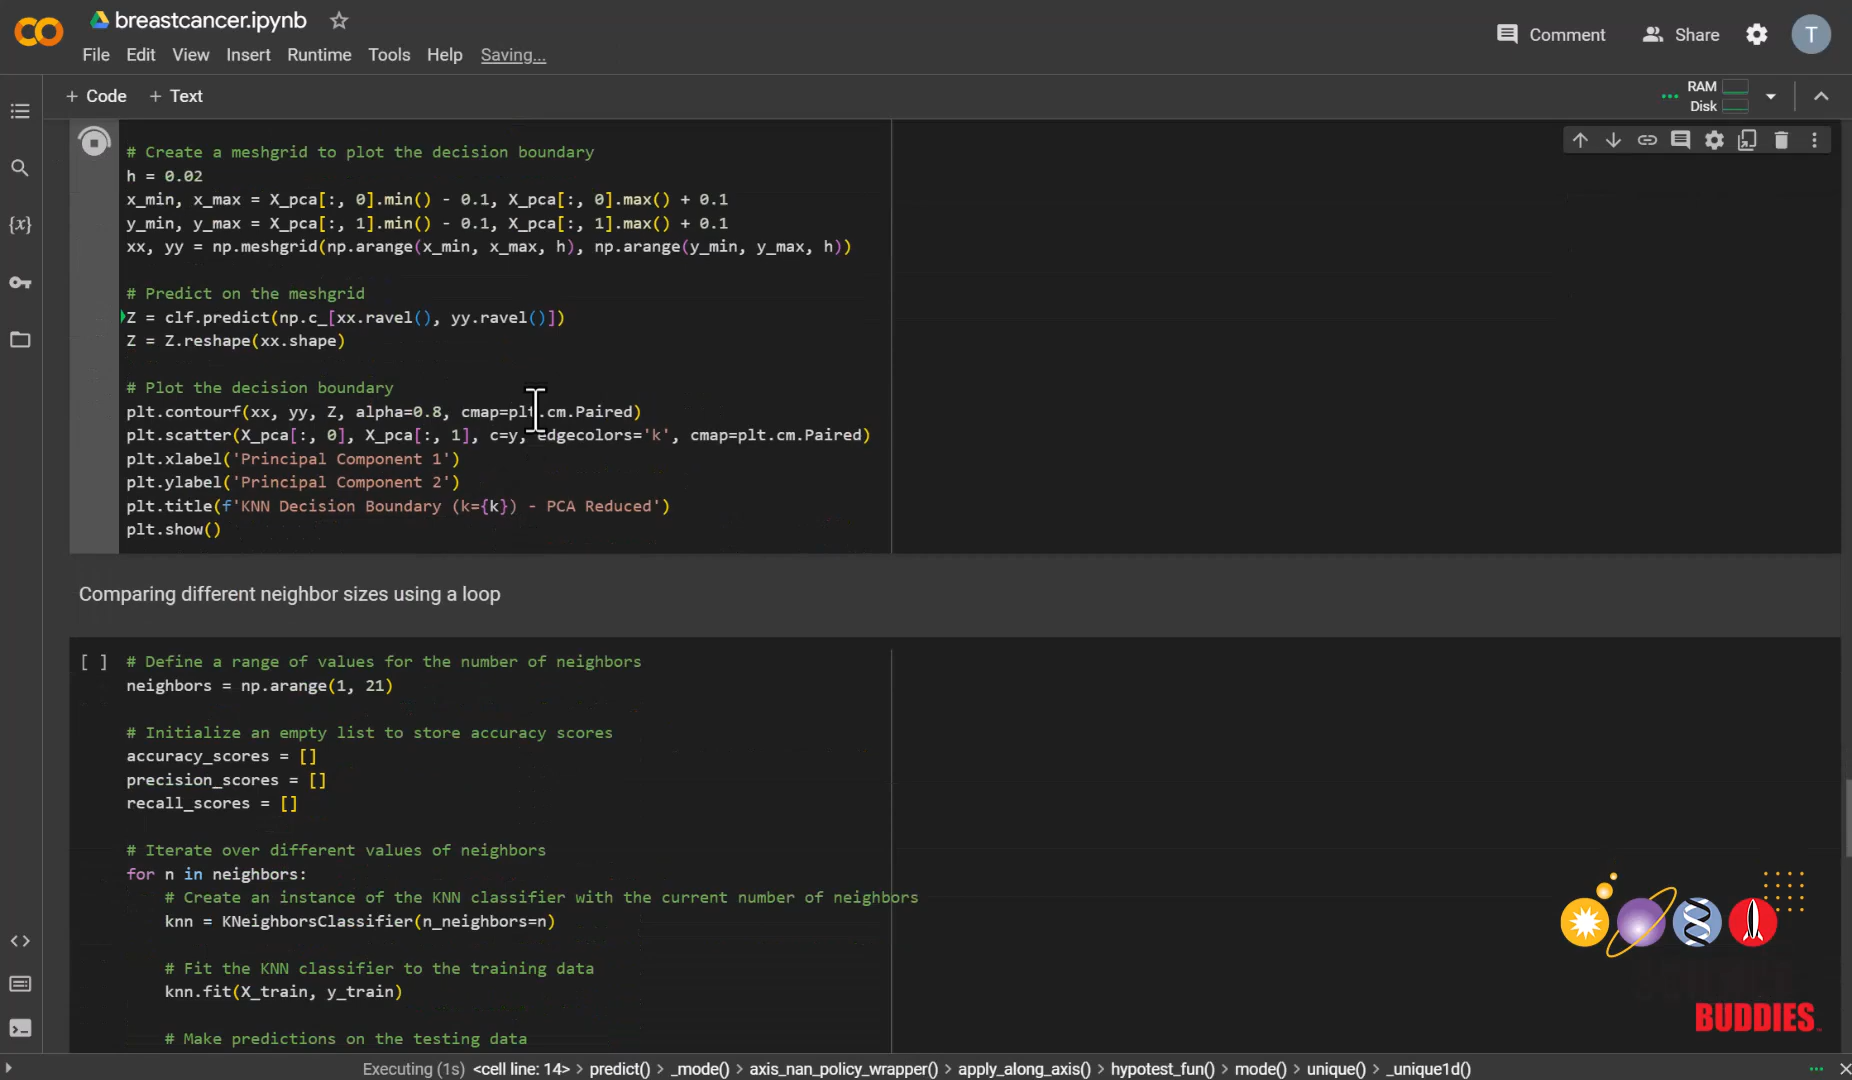 breastcancer.ipynb
File Edit View Insert Runtime Tools Help Saving...
Comment Share T
+ Code + Text
RAM
Disk
# Create a meshgrid to plot the decision boundary
h = 0.02
x_min, x_max = X_pca[:, 0].min() - 0.1, X_pca[:, 0].max() + 0.1
y_min, y_max = X_pca[:, 1].min() - 0.1, X_pca[:, 1].max() + 0.1
xx, yy = np.meshgrid(np.arange(x_min, x_max, h), np.arange(y_min, y_max, h))
# Predict on the meshgrid
Z = clf.predict(np.c_[xx.ravel(), yy.ravel()])
Z = Z.reshape(xx.shape)
# Plot the decision boundary
plt.contourf(xx, yy, Z, alpha=0.8, cmap=plt.cm.Paired)
plt.scatter(X_pca[:, 0], X_pca[:, 1], c=y, edgecolors='k', cmap=plt.cm.Paired)
plt.xlabel('Principal Component 1')
plt.ylabel('Principal Component 2')
plt.title(f'KNN Decision Boundary (k={k}) - PCA Reduced')
plt.show()
Comparing different neighbor sizes using a loop
[ ] # Define a range of values for the number of neighbors
neighbors = np.arange(1, 21)
# Initialize an empty list to store accuracy scores
accuracy_scores = []
precision_scores = []
recall_scores = []
# Iterate over different values of neighbors
for n in neighbors:
# Create an instance of the KNN classifier with the current number of neighbors
knn = KNeighborsClassifier(n_neighbors=n)
# Fit the KNN classifier to the training data
knn.fit(X_train, y_train)
# Make predictions on the testing data
BUDDIES
Executing (1s) <cell line: 14> > predict() > _mode() > axis_nan_policy_wrapper() > apply_along_axis() > hypotest_fun() > mode() > unique() > _unique1d()